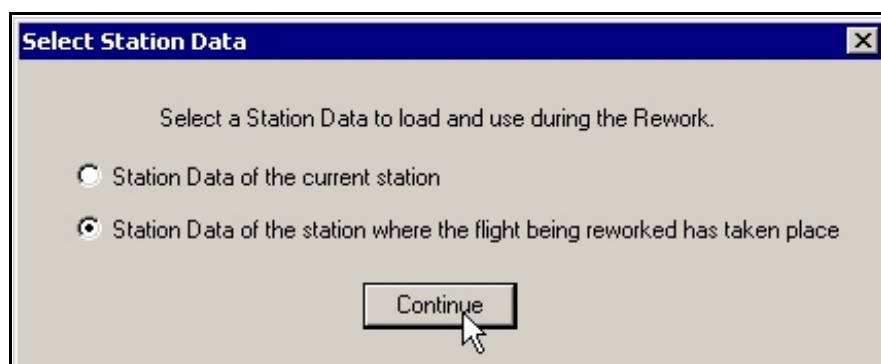 Select Station Data
Select a Station Data to load and use during the Rework.
Station Data of the current station
Station Data of the station where the flight being reworked has taken place
Continue